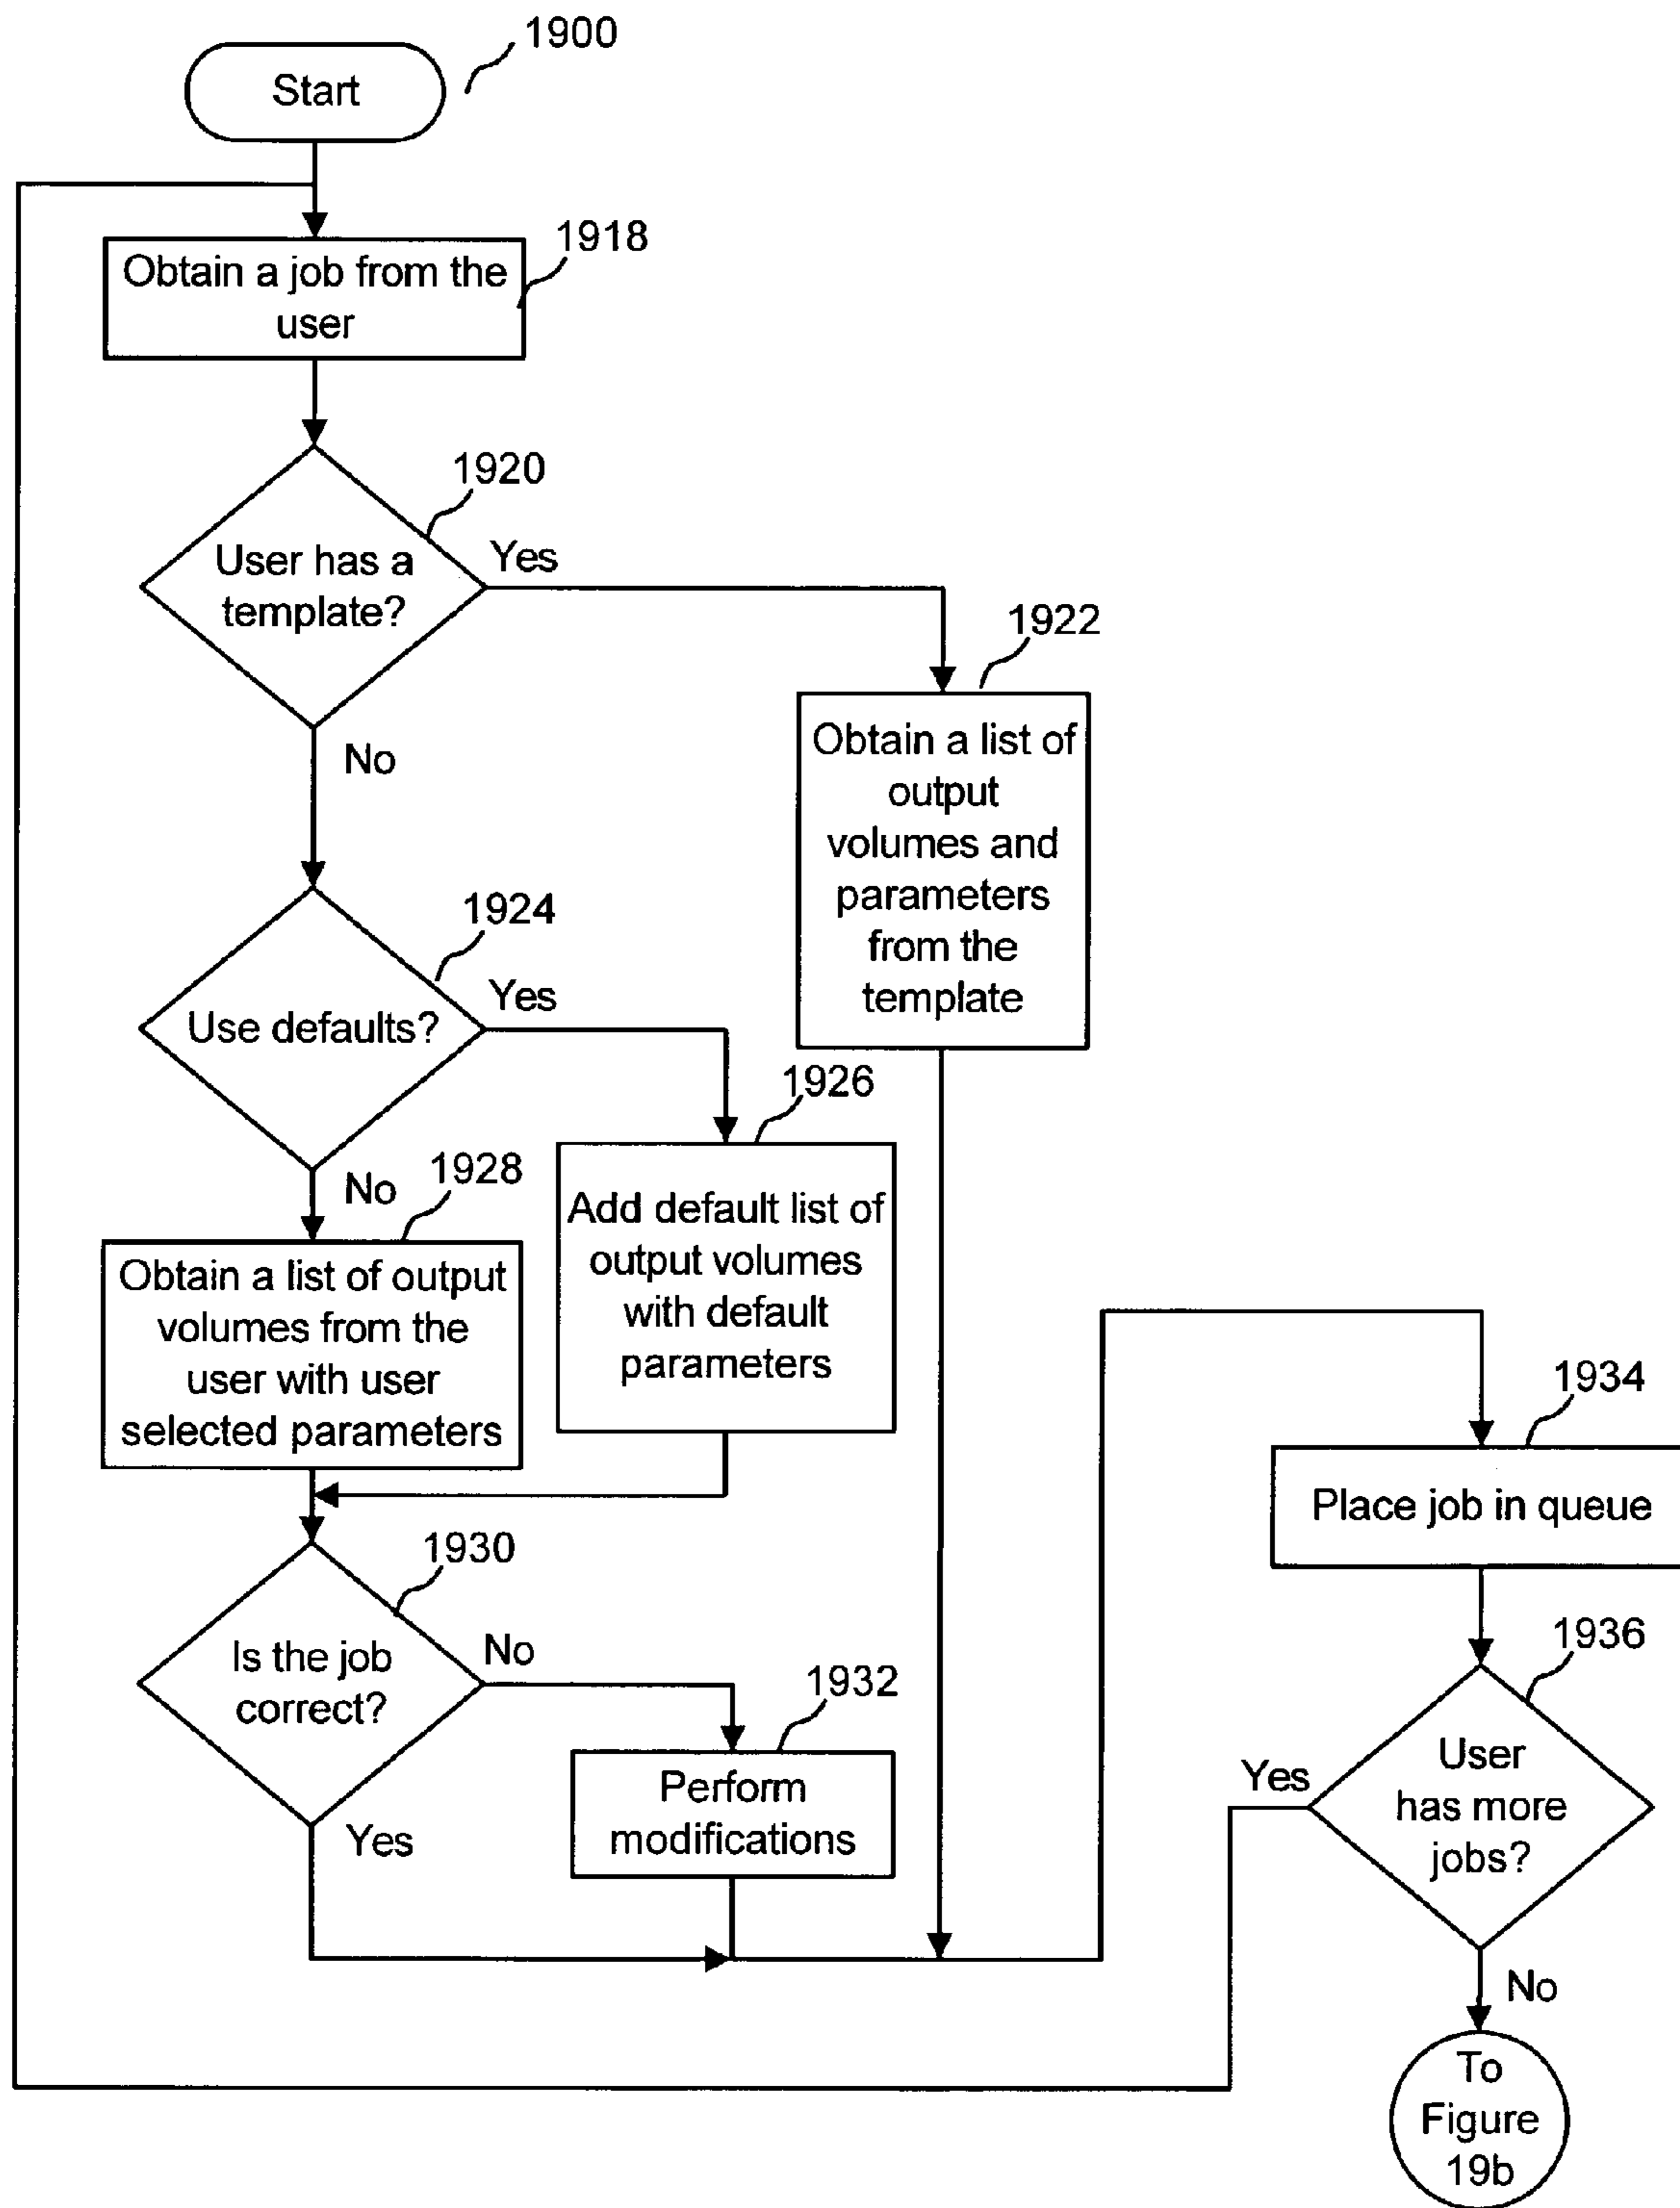 1900
Start
1918
Obtain a job from the
user
1920
User has a
template?
Yes
No
1922
Obtain a list of
output
volumes and
parameters
from the
template
1924
Use defaults?
Yes
No
1926
Add default list of
output volumes
with default
parameters
1928
Obtain a list of output
volumes from the
user with user
selected parameters
1930
Is the job
correct?
No
Yes
1932
Perform
modifications
1934
Place job in queue
1936
User
has more
jobs?
Yes
No
To
Figure
19b